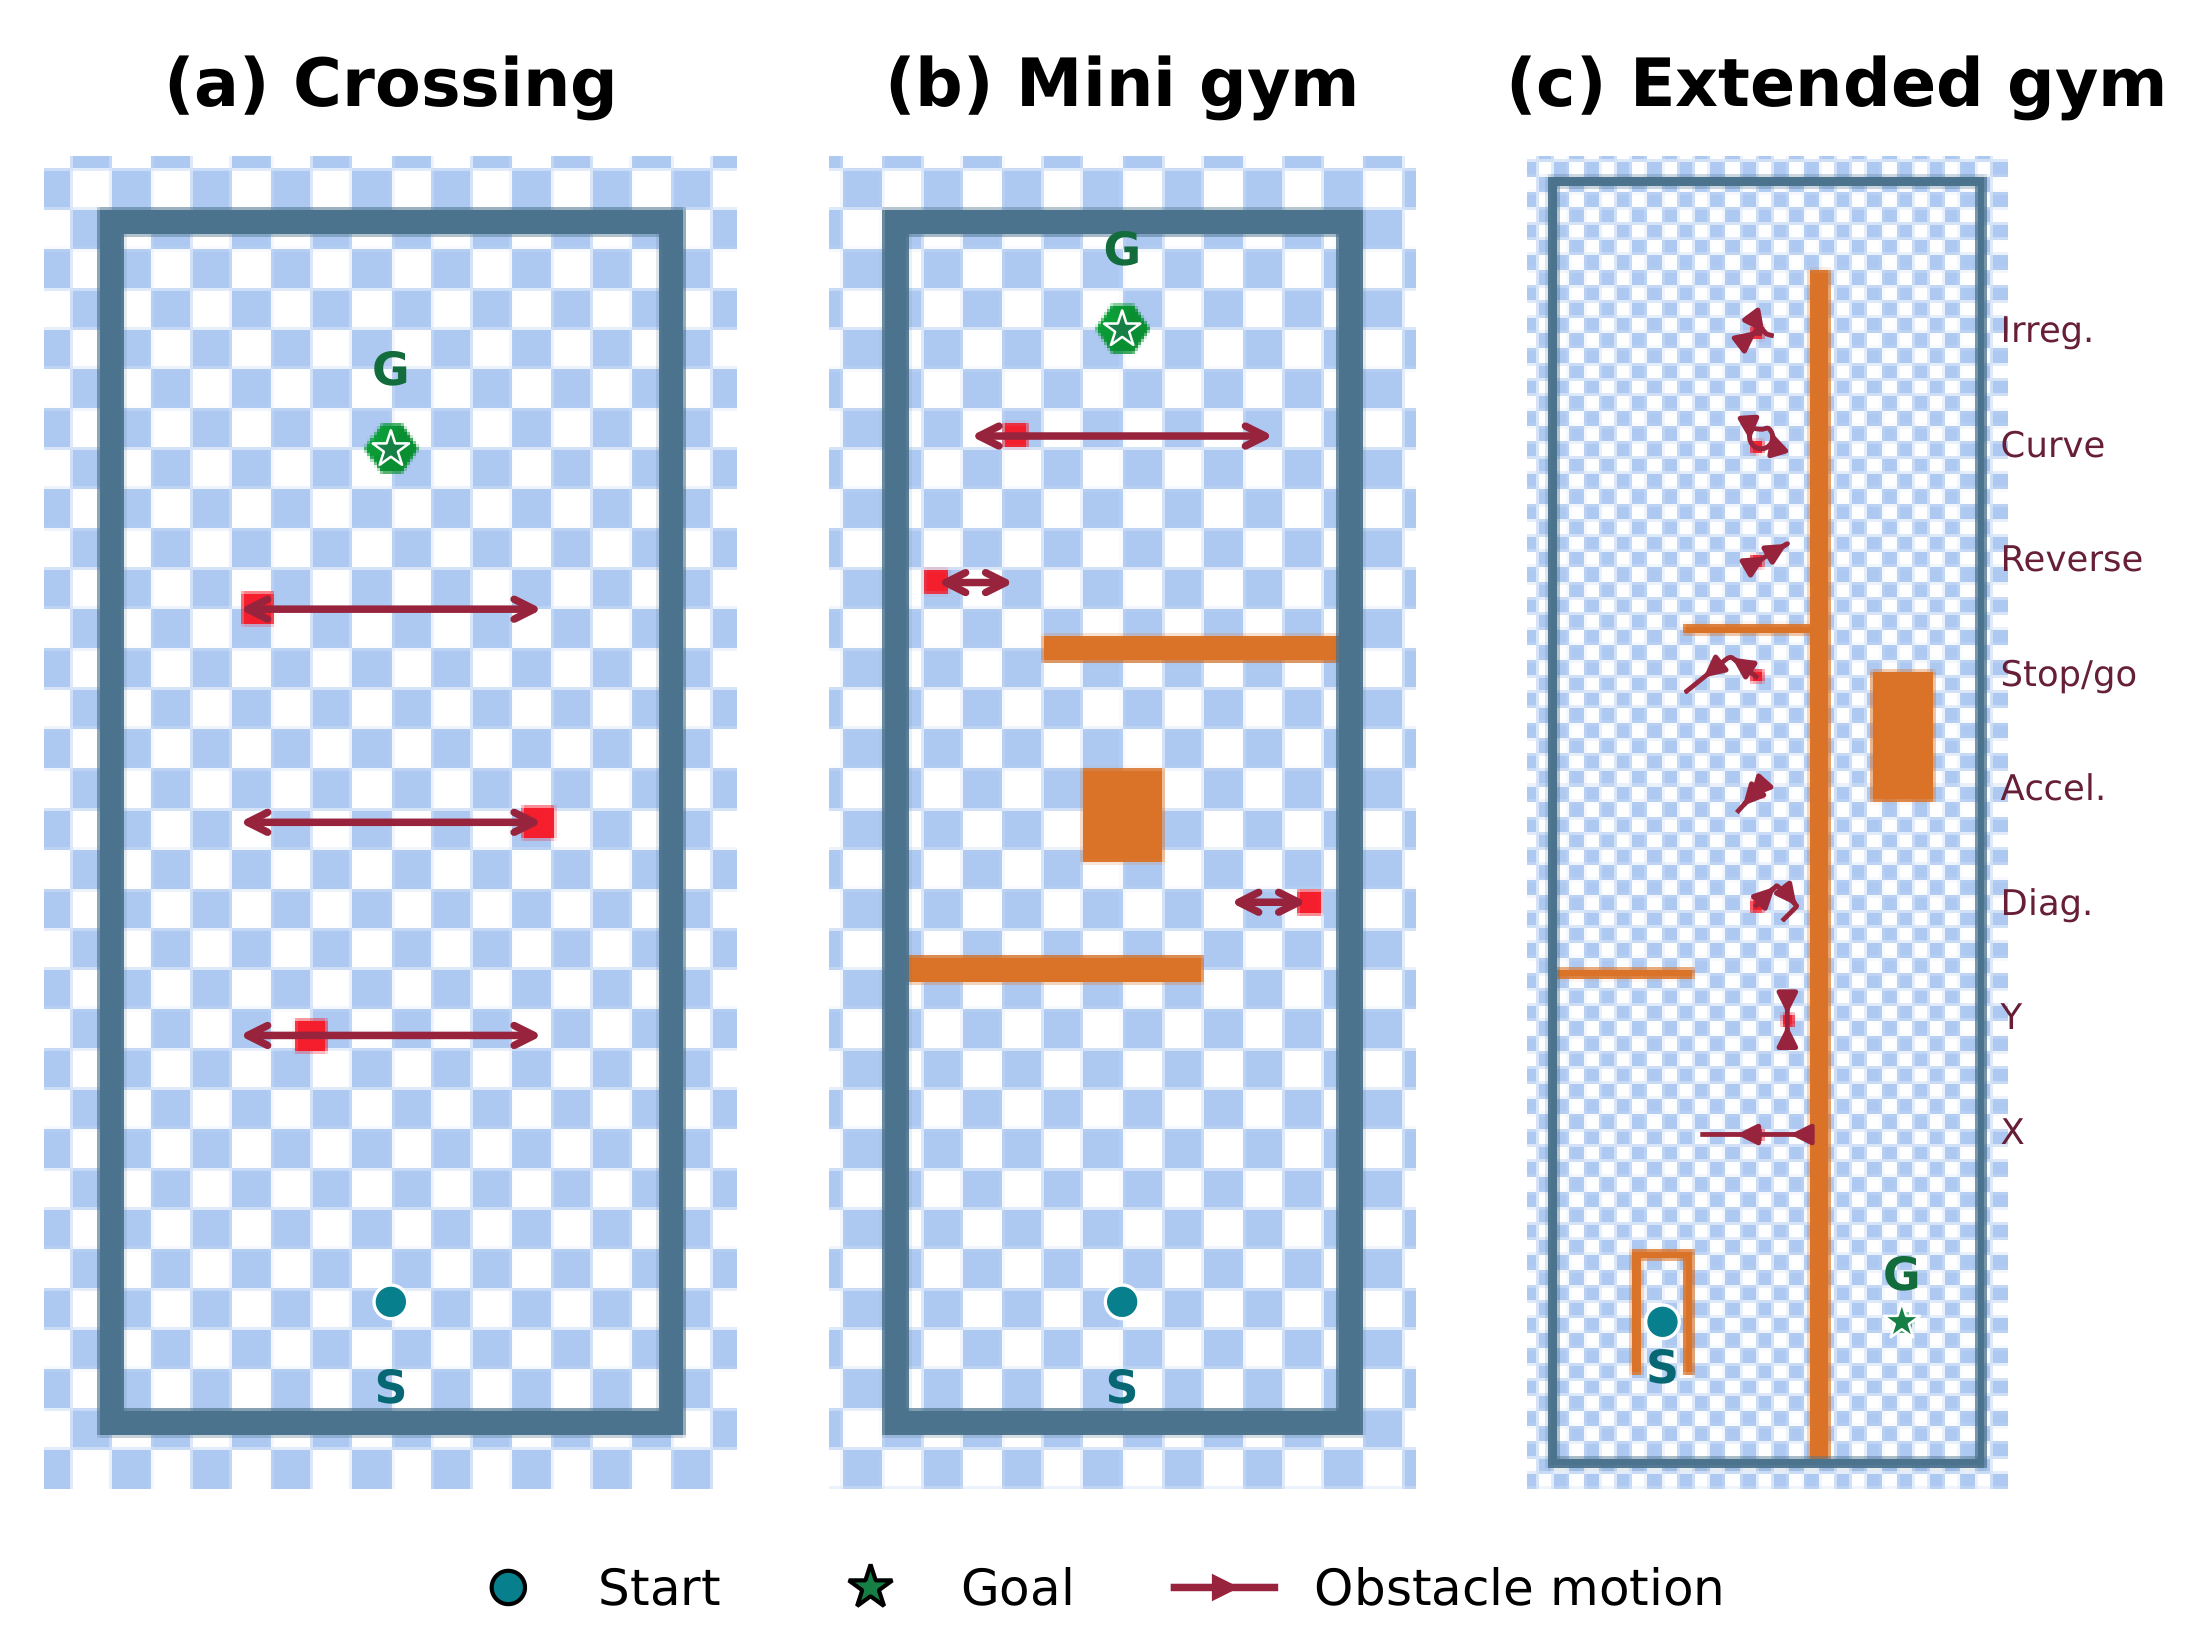 (a) Crossing
(b) Mini gym
(c) Extended gym
G
S
G
S
Irreg.
Curve
Reverse
Stop/go
Accel.
Diag.
Y
X
G
S
Start
Goal
Obstacle motion